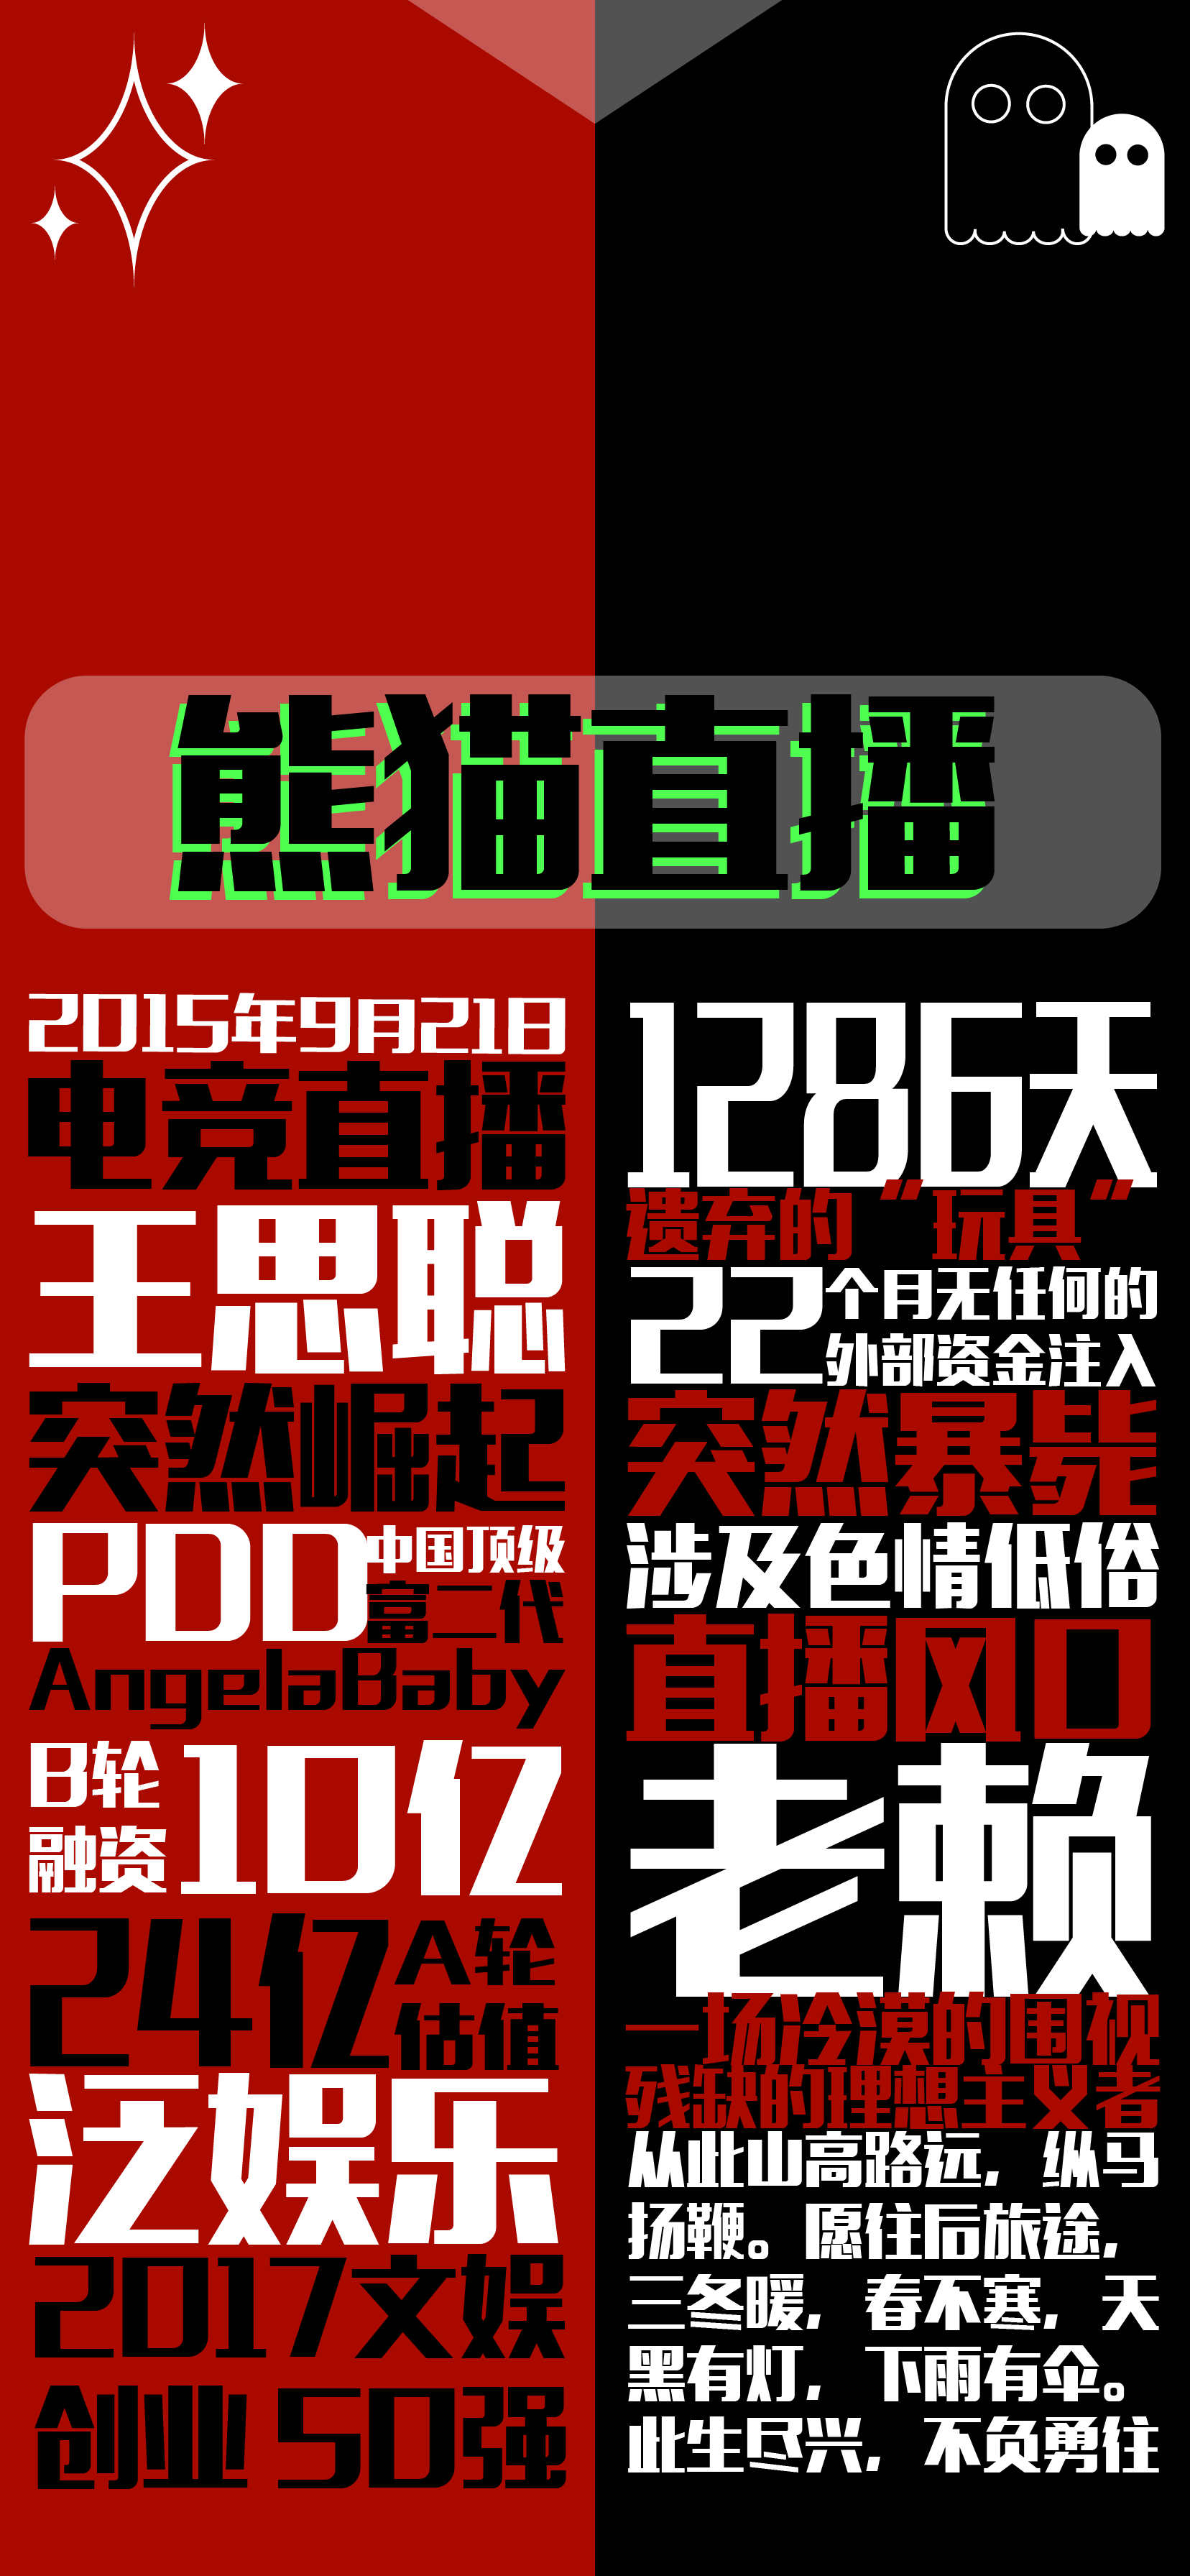 熊猫直播
2015年9月21日
电竞直播
王思聪
突然崛起
PDD
中国顶级
富二代
AngelaBaby
B轮
融资
10亿
24亿
A轮
估值
泛娱乐
2017文娱
创业 50强
1286天
遗弃的“玩具”
22
个月无任何的
外部资金注入
突然暴毙
涉及色情低俗
直播风口
老赖
一场冷漠的围观
残缺的理想主义者
从此山高路远，纵马
扬鞭。愿往后旅途，
三冬暖，春不寒，天
黑有灯，下雨有伞。
此生尽兴，不负勇往